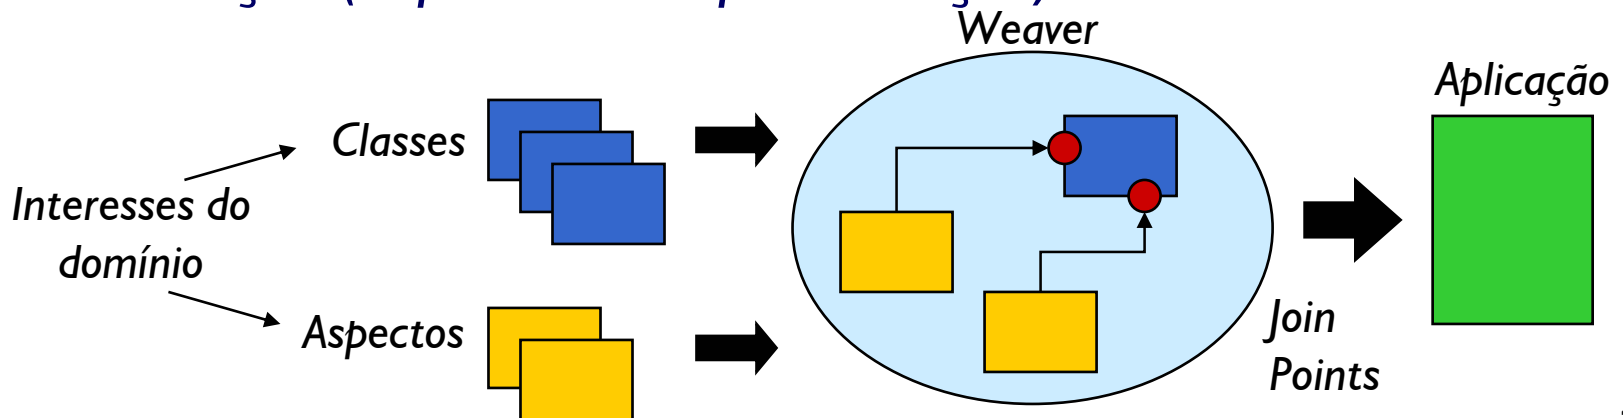 Weaver
Aplicação
Classes
Interesses do
domínio
Aspectos
Join
Points